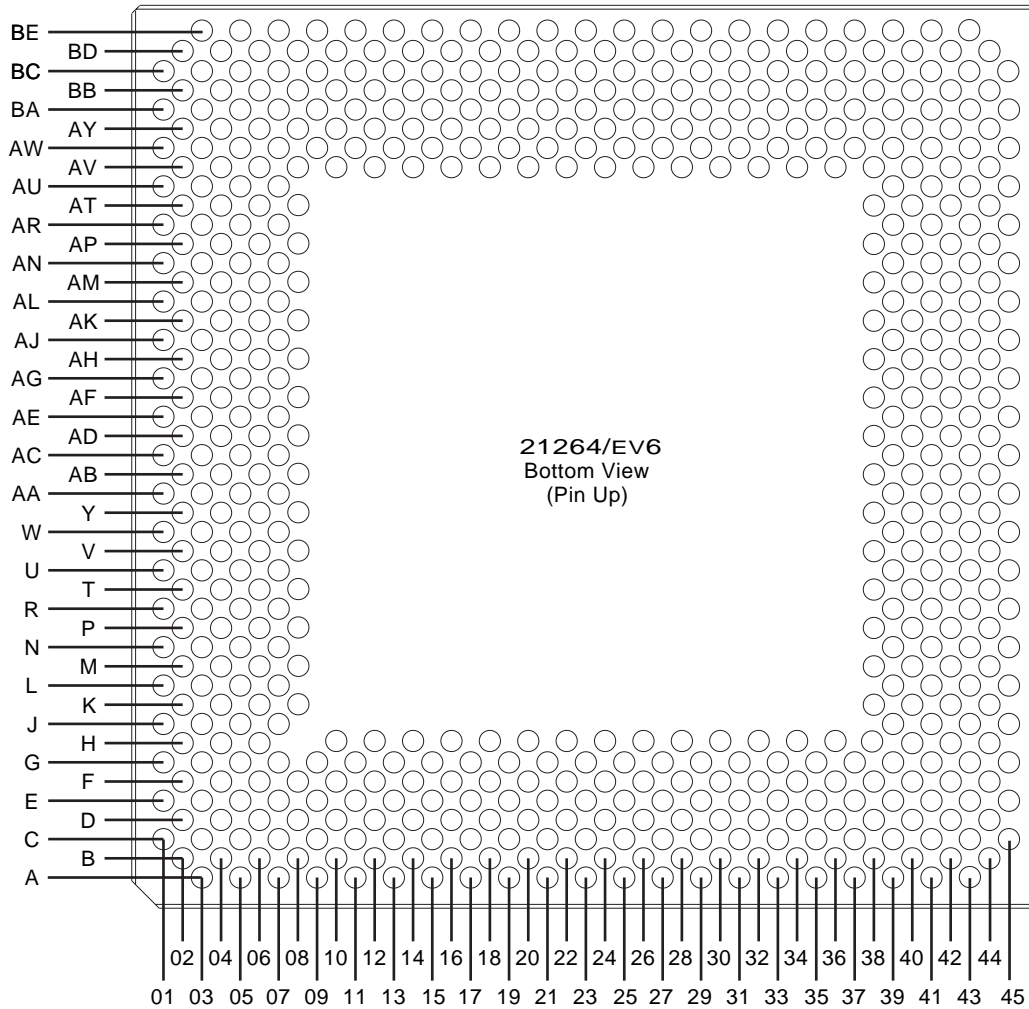 BE
BD
BC
BB
BA
AY
AW
AV
AU
AT
AR
AP
AN
AM
AL
AK
AJ
AH
AG
AF
AE
AD
AC
AB
AA
Y
W
V
U
T
R
P
N
M
L
K
J
H
G
F
E
D
C
B
A
21264/EV6
Bottom View
(Pin Up)
02 04 06 08 10 12 14 16 18 20 22 24 26 28 30 32 34 36 38 40 42 44
01 03 05 07 09 11 13 15 17 19 21 23 25 27 29 31 33 35 37 39 41 43 45